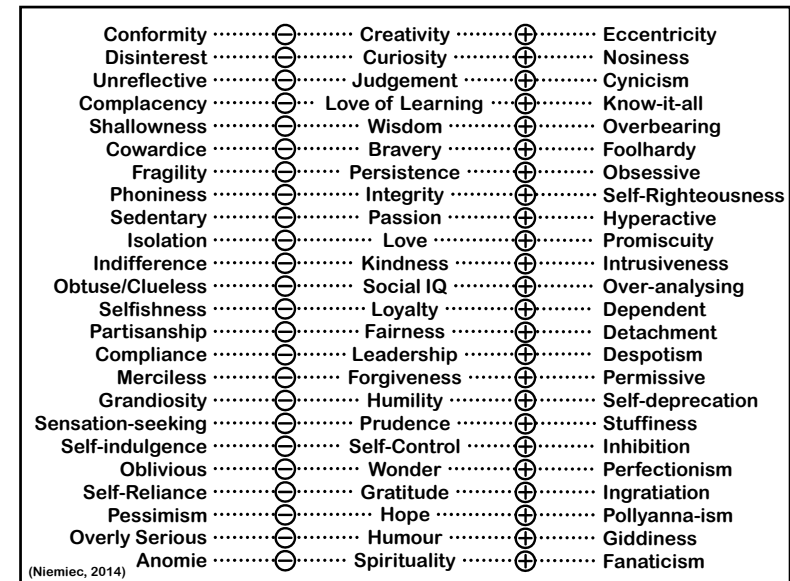 Conformity ········⊖········ Creativity ········⊕········ Eccentricity
Disinterest ········⊖········ Curiosity ········⊕········ Nosiness
Unreflective ········⊖········ Judgement ········⊕········ Cynicism
Complacency ········⊖··· Love of Learning ···⊕········ Know-it-all
Shallowness ········⊖········ Wisdom ········⊕········ Overbearing
Cowardice ········⊖········ Bravery ········⊕········ Foolhardy
Fragility ········⊖········ Persistence ········⊕········ Obsessive
Phoniness ········⊖········ Integrity ········⊕········ Self-Righteousness
Sedentary ········⊖········ Passion ········⊕········ Hyperactive
Isolation ········⊖········ Love ········⊕········ Promiscuity
Indifference ········⊖········ Kindness ········⊕········ Intrusiveness
Obtuse/Clueless ········⊖········ Social IQ ········⊕········ Over-analysing
Selfishness ········⊖········ Loyalty ········⊕········ Dependent
Partisanship ········⊖········ Fairness ········⊕········ Detachment
Compliance ········⊖········ Leadership ········⊕········ Despotism
Merciless ········⊖········ Forgiveness ········⊕········ Permissive
Grandiosity ········⊖········ Humility ········⊕········ Self-deprecation
Sensation-seeking ········⊖········ Prudence ········⊕········ Stuffiness
Self-indulgence ········⊖········ Self-Control ········⊕········ Inhibition
Oblivious ········⊖········ Wonder ········⊕········ Perfectionism
Self-Reliance ········⊖········ Gratitude ········⊕········ Ingratiation
Pessimism ········⊖········ Hope ········⊕········ Pollyanna-ism
Overly Serious ········⊖········ Humour ········⊕········ Giddiness
Anomie ········⊖········ Spirituality ········⊕········ Fanaticism
(Niemiec, 2014)